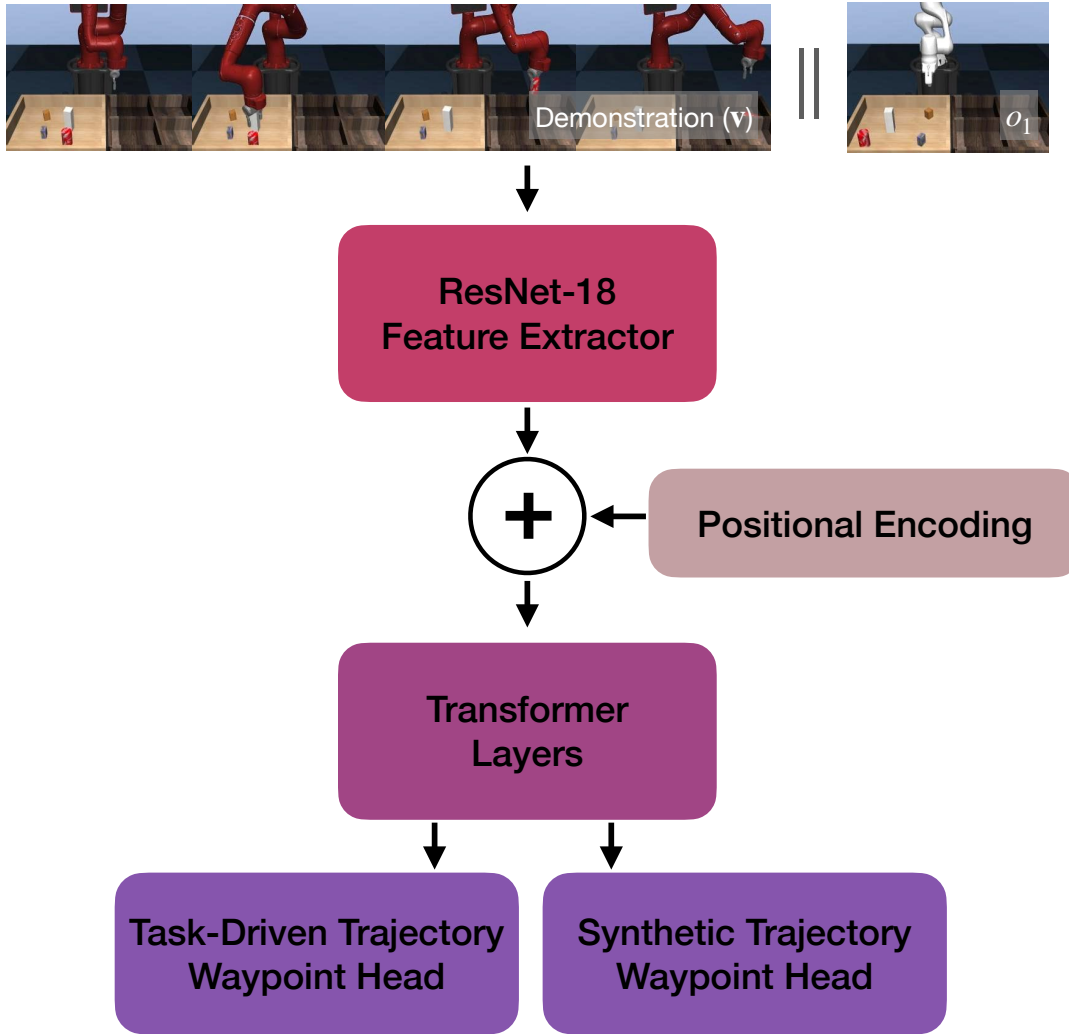 Demonstration (v)
o₁
ResNet-18
Feature Extractor
+
Positional Encoding
Transformer
Layers
Task-Driven Trajectory
Waypoint Head
Synthetic Trajectory
Waypoint Head